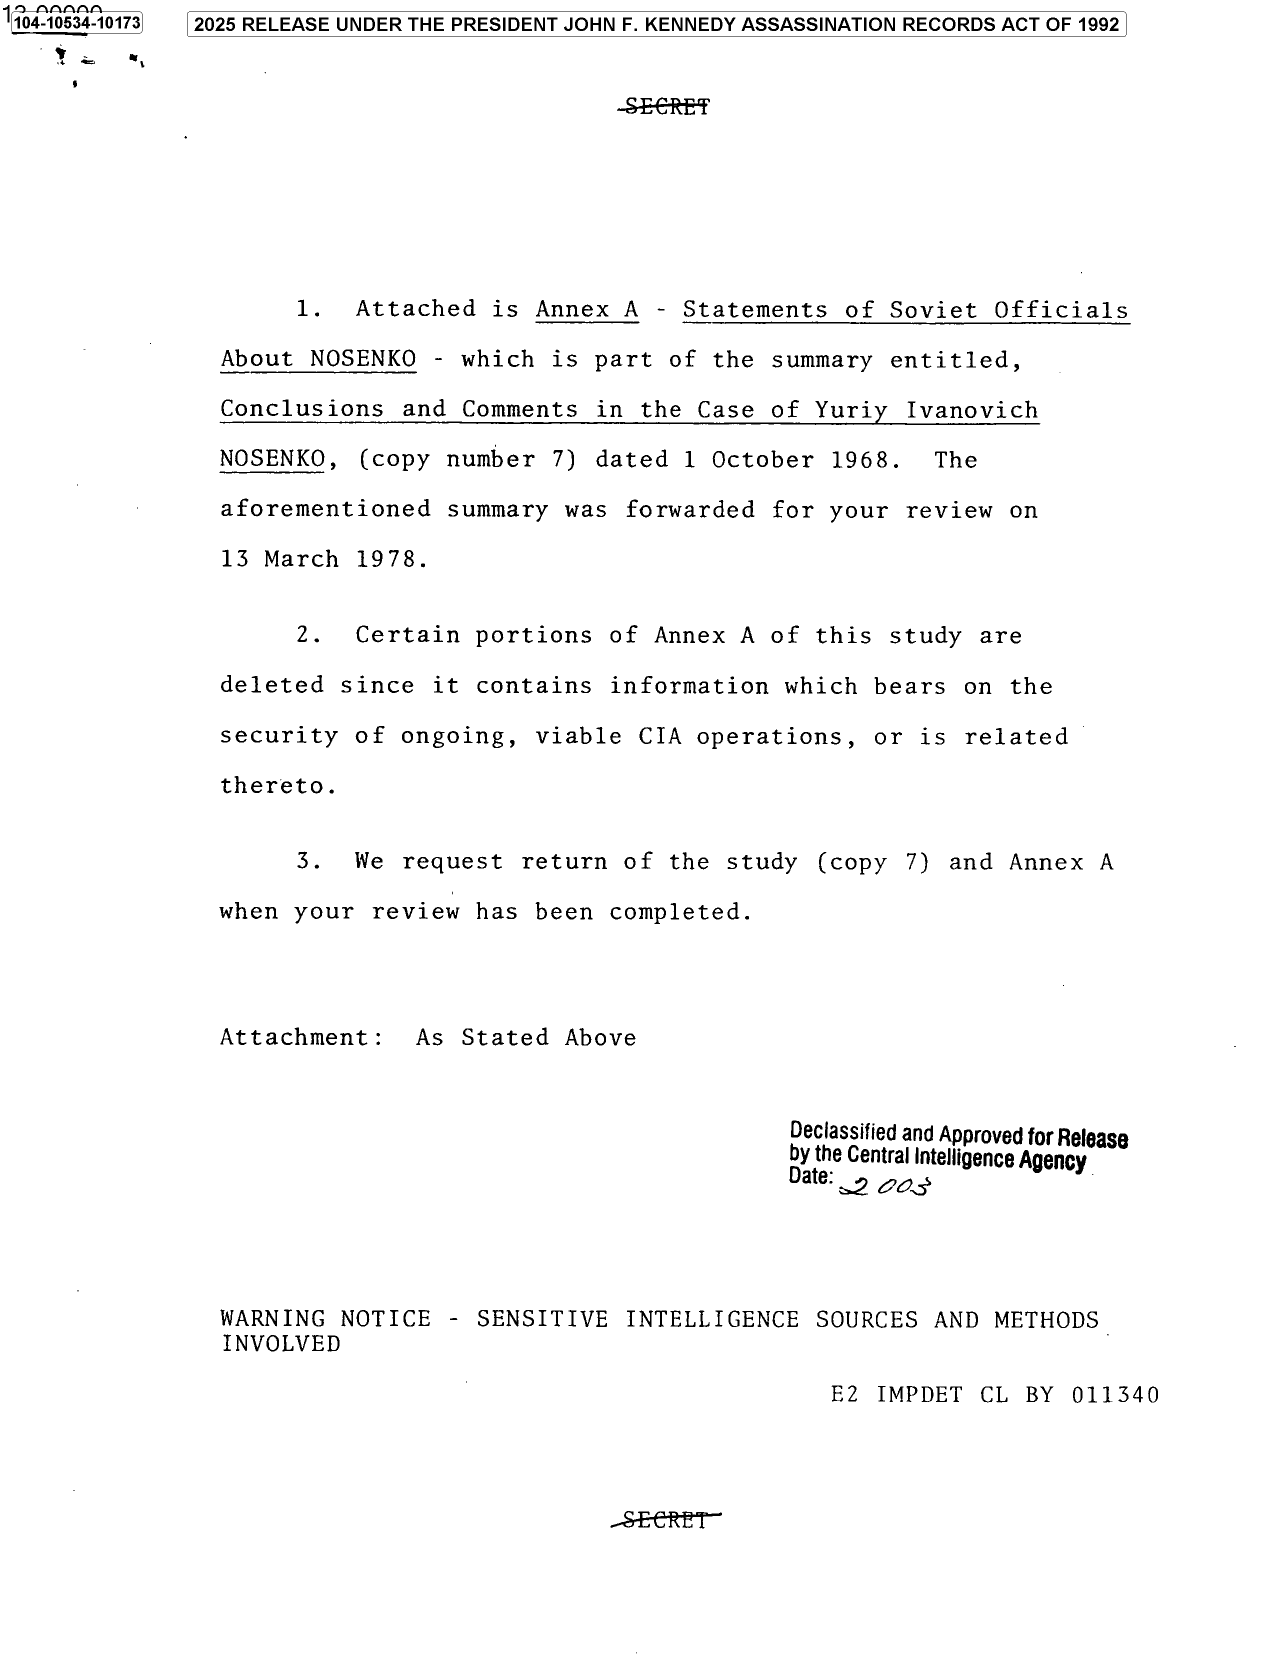 104-10534-10173
2025 RELEASE UNDER THE PRESIDENT JOHN F. KENNEDY ASSASSINATION RECORDS ACT OF 1992
SECRET
1. Attached is Annex A - Statements of Soviet Officials
About NOSENKO - which is part of the summary entitled,
Conclusions and Comments in the Case of Yuriy Ivanovich
NOSENKO, (copy number 7) dated 1 October 1968. The
aforementioned summary was forwarded for your review on
13 March 1978.
2. Certain portions of Annex A of this study are
deleted since it contains information which bears on the
security of ongoing, viable CIA operations, or is related
thereto.
3. We request return of the study (copy 7) and Annex A
when your review has been completed.
Attachment: As Stated Above
Declassified and Approved for Release
by the Central Intelligence Agency
Date: 2003
WARNING NOTICE - SENSITIVE INTELLIGENCE SOURCES AND METHODS
INVOLVED
E2 IMPDET CL BY 011340
SECRET